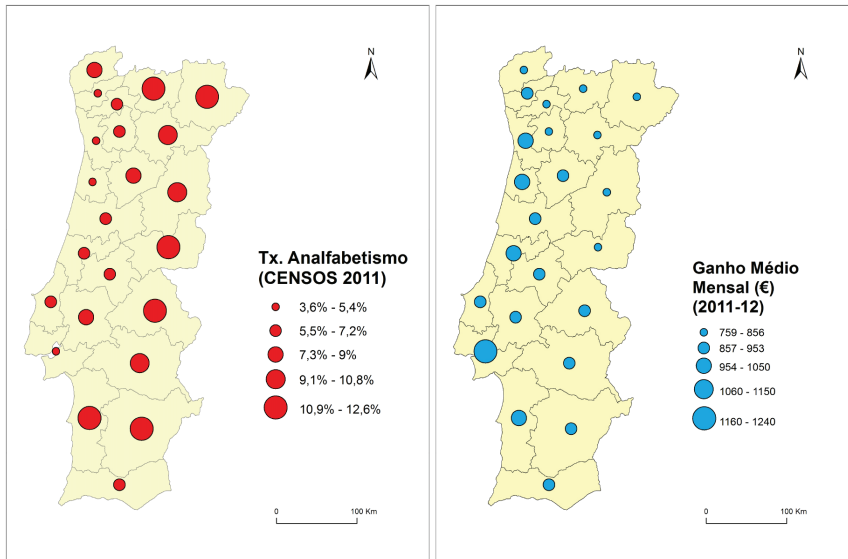 N
Tx. Analfabetismo
(CENSOS 2011)
3,6% - 5,4%
5,5% - 7,2%
7,3% - 9%
9,1% - 10,8%
10,9% - 12,6%
0 100 Km
N
Ganho Médio
Mensal (€)
(2011-12)
759 - 856
857 - 953
954 - 1050
1060 - 1150
1160 - 1240
0 100 Km